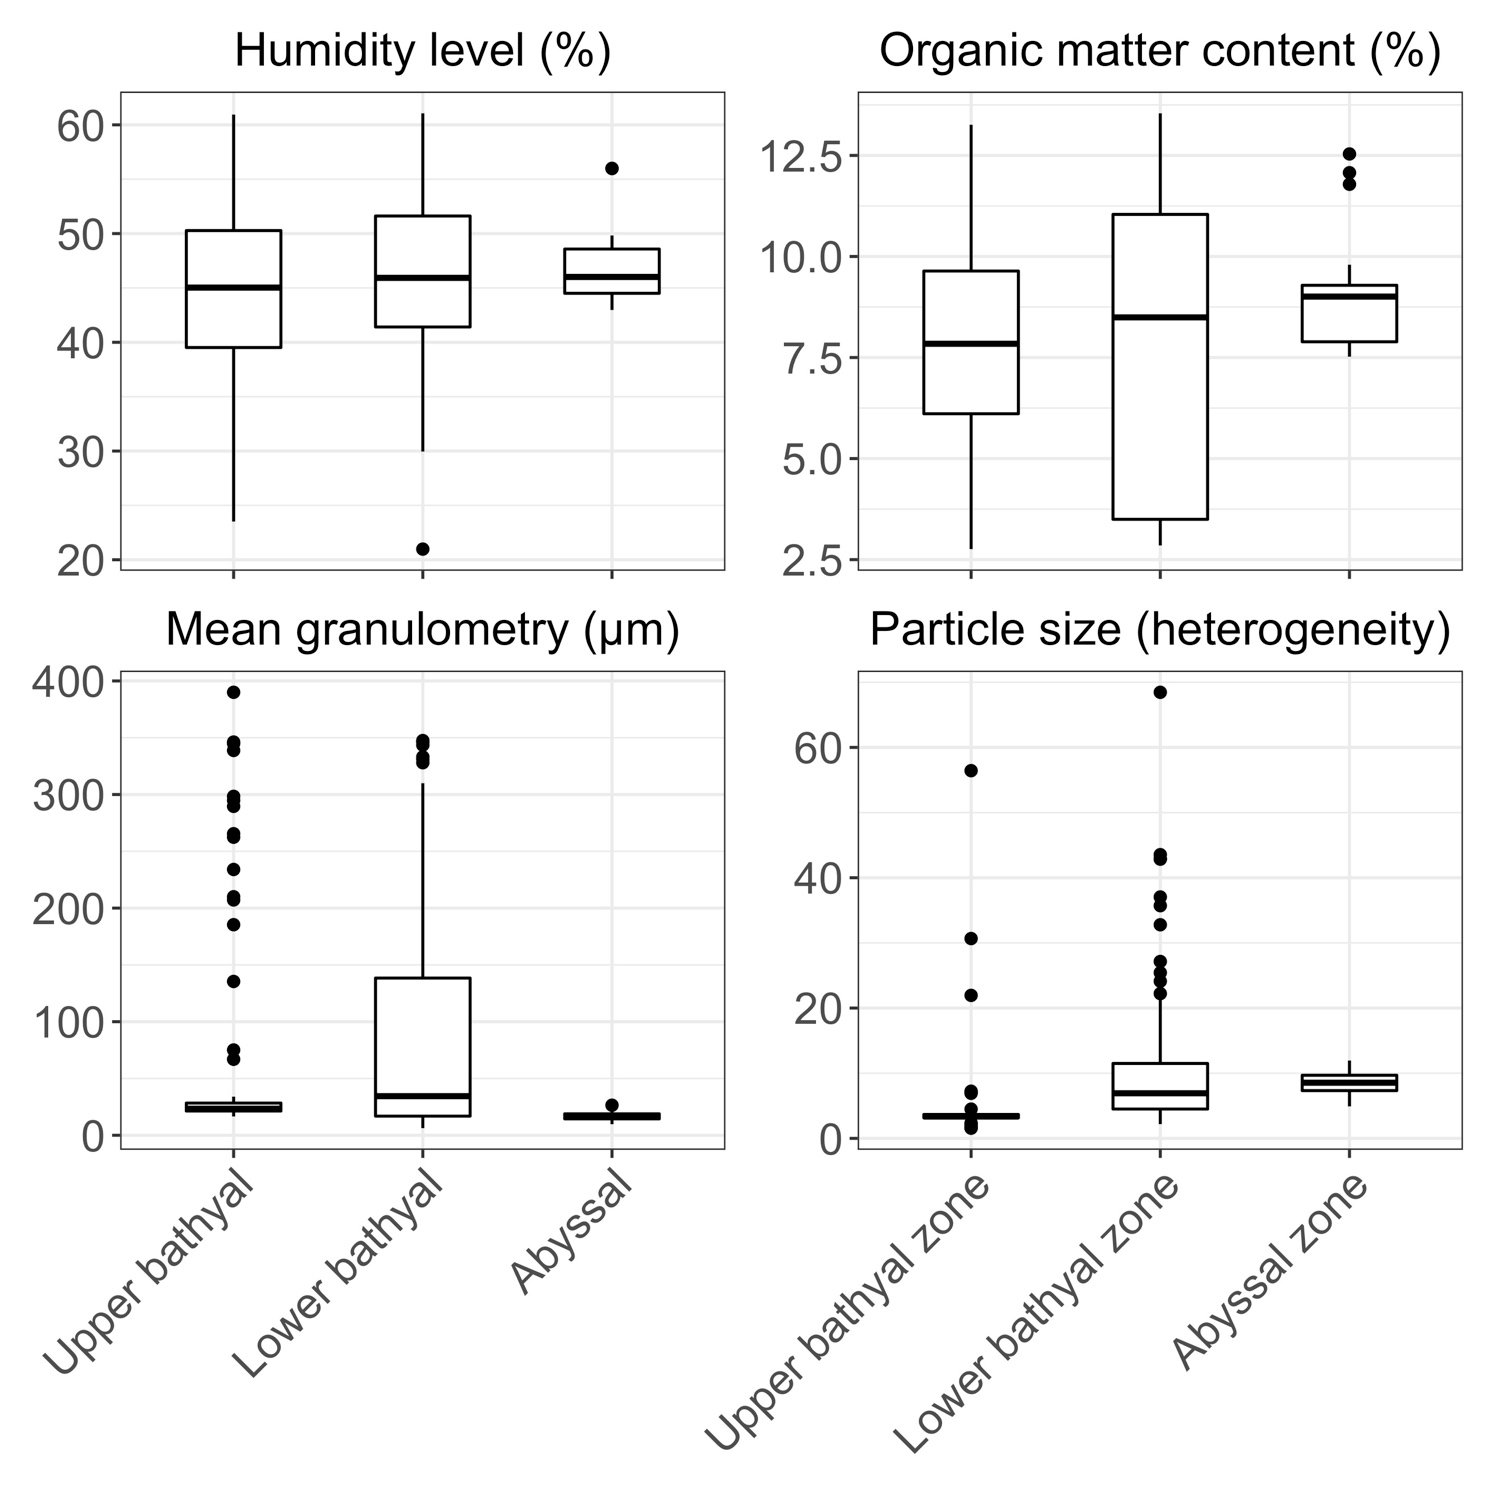 Humidity level (%)
Organic matter content (%)
60
50
40
30
20
12.5
10.0
7.5
5.0
2.5
Mean granulometry (µm)
Particle size (heterogeneity)
400
300
200
100
0
60
40
20
0
Upper bathyal
Lower bathyal
Abyssal
Upper bathyal zone
Lower bathyal zone
Abyssal zone